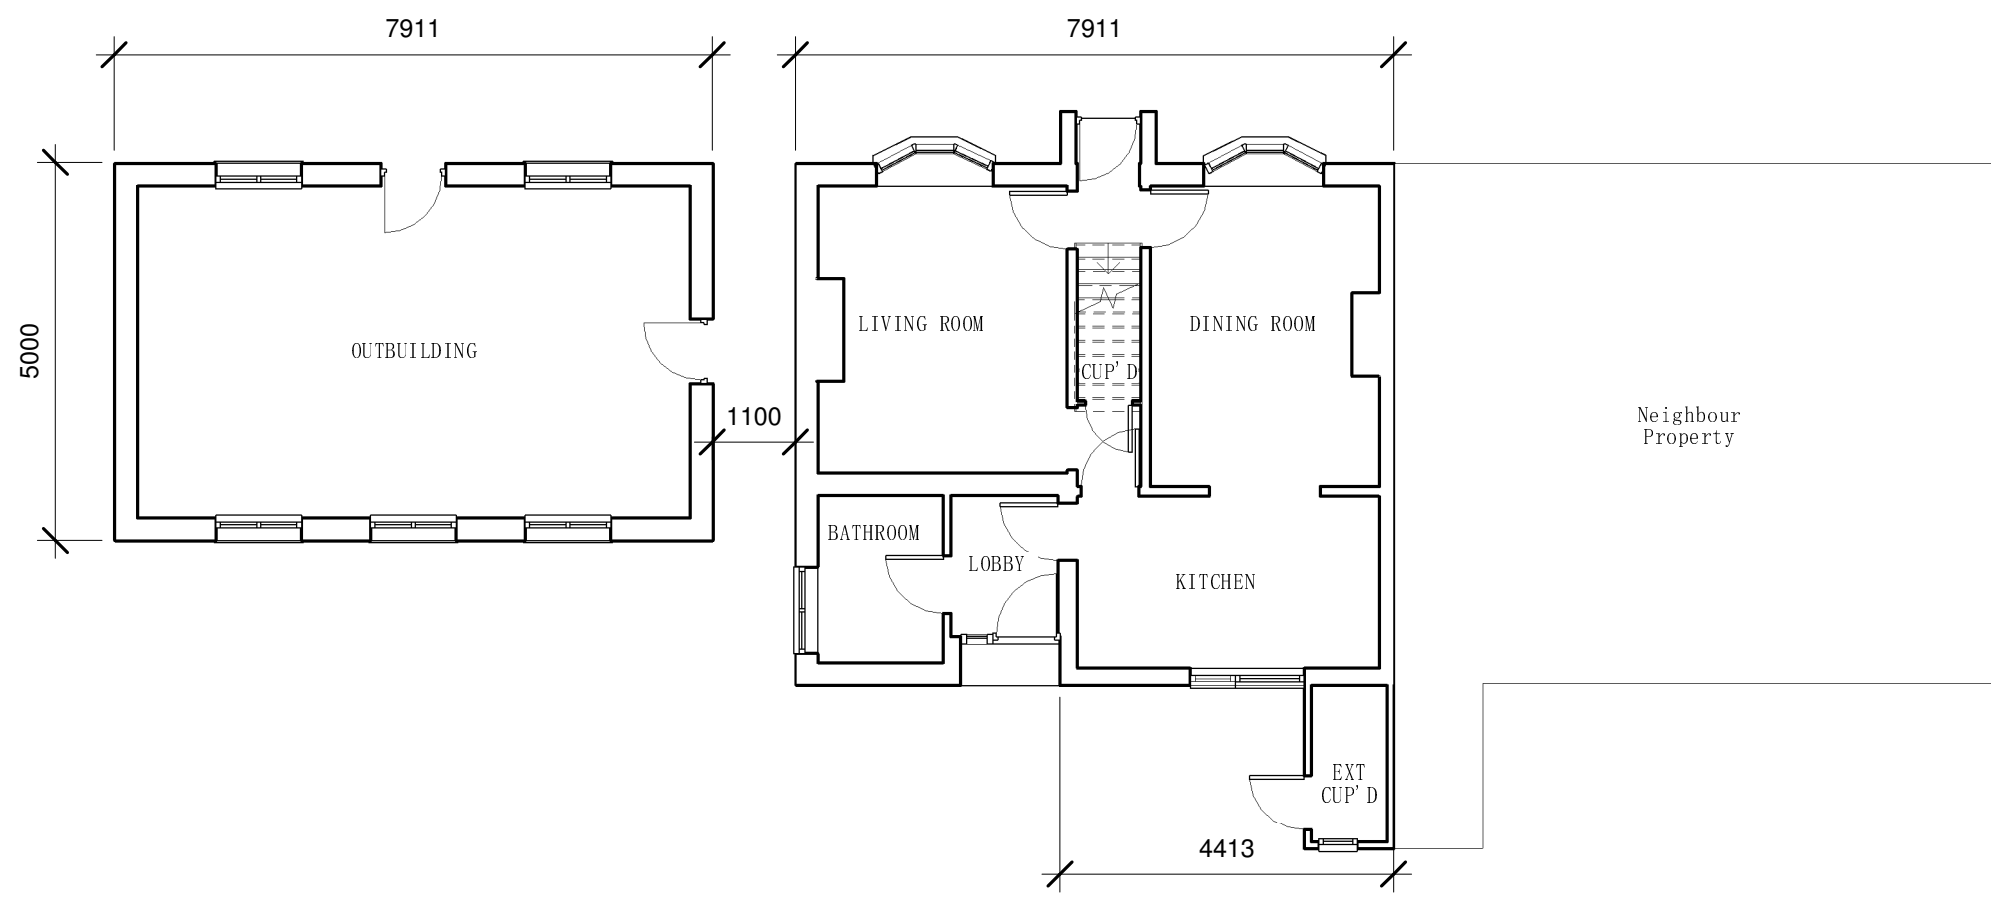 7911
7911
5000
OUTBUILDING
LIVING ROOM
DINING ROOM
CUP'D
1100
Neighbour
Property
BATHROOM
LOBBY
KITCHEN
EXT
CUP'D
4413